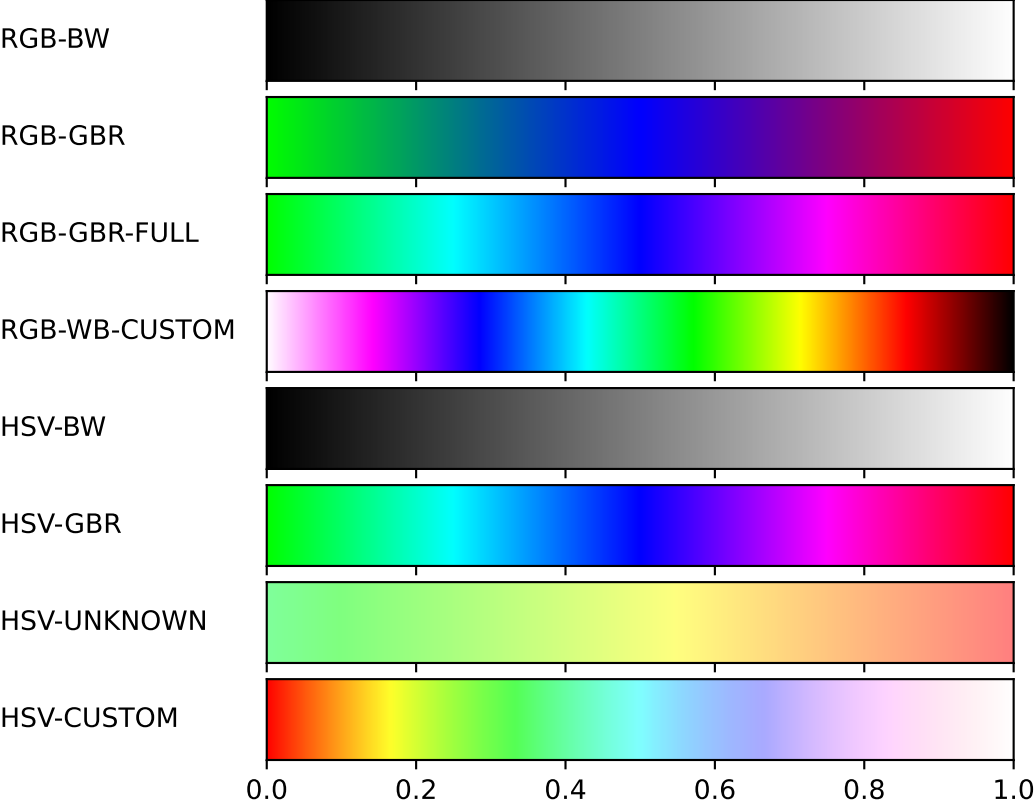 RGB-BW
RGB-GBR
RGB-GBR-FULL
RGB-WB-CUSTOM
HSV-BW
HSV-GBR
HSV-UNKNOWN
HSV-CUSTOM
0.0 0.2 0.4 0.6 0.8 1.0